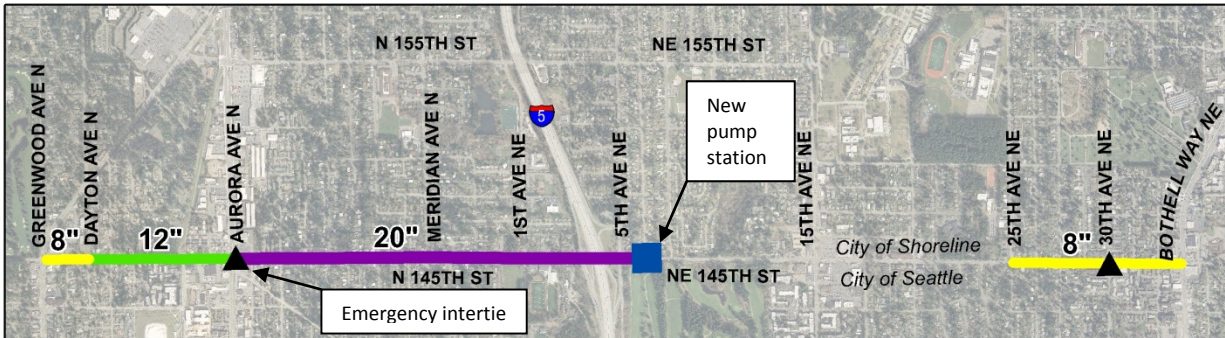 N 155TH ST
NE 155TH ST
GREENWOOD AVE N
DAYTON AVE N
AURORA AVE N
MERIDIAN AVE N
1ST AVE NE
5
5TH AVE NE
New
pump
station
15TH AVE NE
25TH AVE NE
30TH AVE NE
BOTHELL WAY NE
8"
12"
20"
8"
City of Shoreline
City of Seattle
N 145TH ST
NE 145TH ST
Emergency intertie